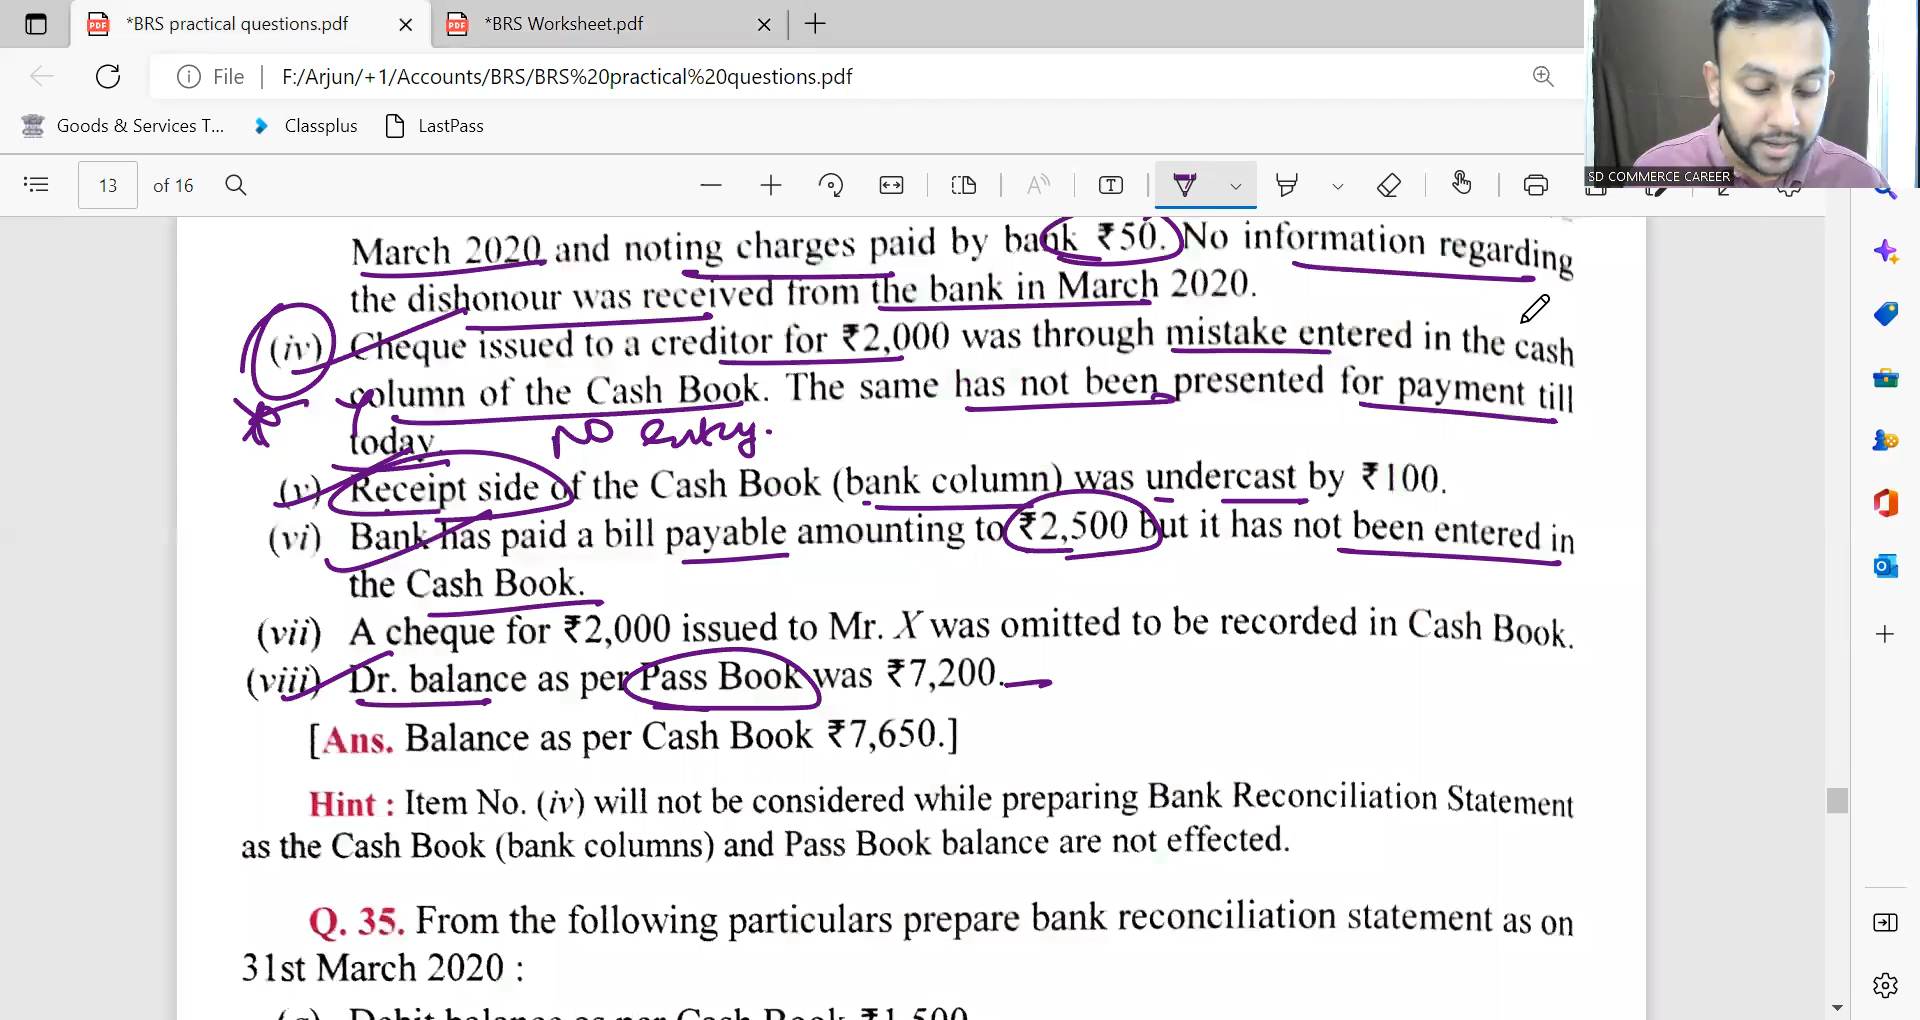 *BRS practical questions.pdf
*BRS Worksheet.pdf
File
F:/Arjun/+1/Accounts/BRS/BRS%20practical%20questions.pdf
Goods & Services T...
Classplus
LastPass
13 of 16
SD COMMERCE CAREER
March 2020 and noting charges paid by bank ₹50. No information regarding
the dishonour was received from the bank in March 2020.
(iv) Cheque issued to a creditor for ₹2,000 was through mistake entered in the cash
column of the Cash Book. The same has not been presented for payment till
today.
NO entry.
(v) Receipt side of the Cash Book (bank column) was undercast by ₹100.
(vi) Bank has paid a bill payable amounting to ₹2,500 but it has not been entered in
the Cash Book.
(vii) A cheque for ₹2,000 issued to Mr. X was omitted to be recorded in Cash Book.
(viii) Dr. balance as per Pass Book was ₹7,200.
[Ans. Balance as per Cash Book ₹7,650.]
Hint : Item No. (iv) will not be considered while preparing Bank Reconciliation Statement
as the Cash Book (bank columns) and Pass Book balance are not effected.
Q. 35. From the following particulars prepare bank reconciliation statement as on
31st March 2020 :
(a) Debit balance as per Cash Book ₹1,500